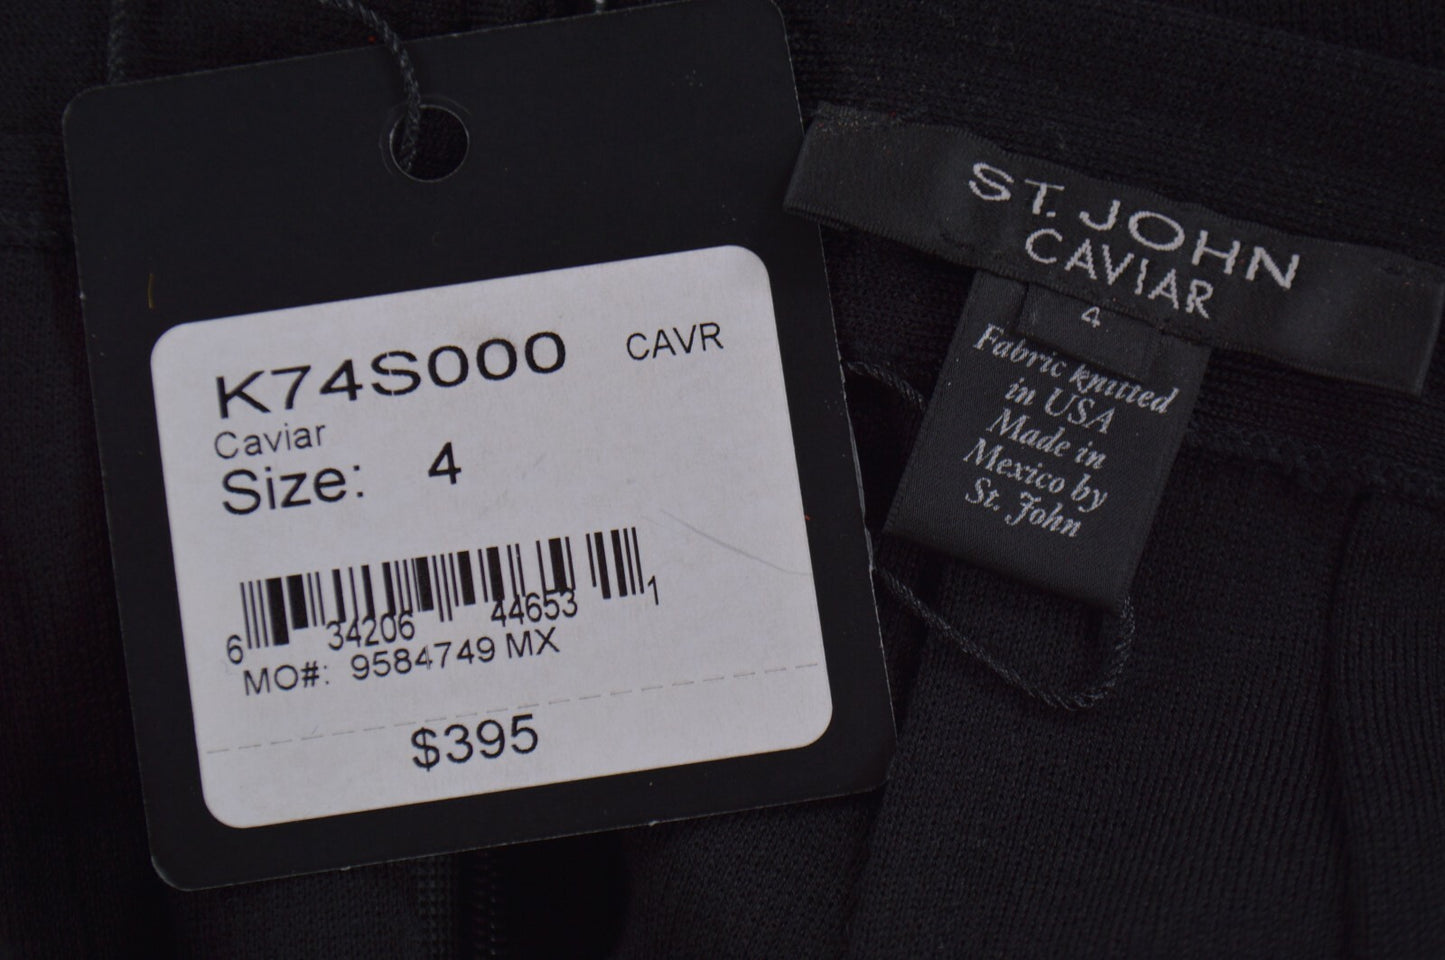 K74S000 CAVR
Caviar
Size: 4
6 34206 44653 1
MO#: 9584749 MX
$395
ST. JOHN
CAVIAR
4
Fabric knitted
in USA
Made in
Mexico by
St. John